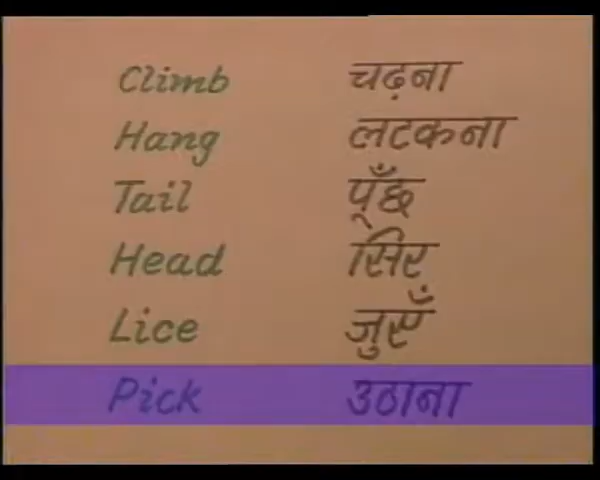 Climb चढ़ना
Hang लटकना
Tail पूँछ
Head सिर
Lice जुएँ
Pick उठाना